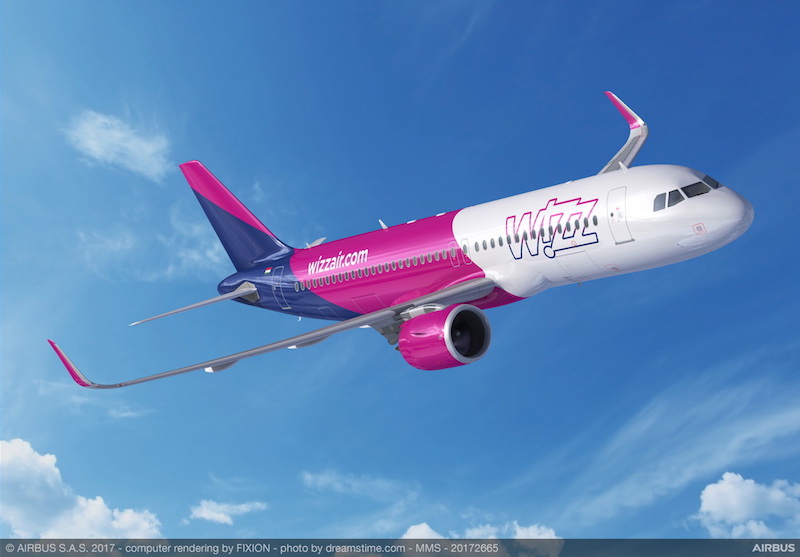 WIZZ
wizzair.com
© AIRBUS S.A.S. 2017 - computer rendering by FIXION - photo by dreamstime.com - MMS - 20172665
AIRBUS